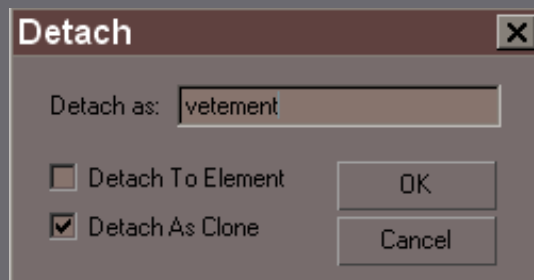 Detach
Detach as: vetement
Detach To Element
OK
Detach As Clone
Cancel